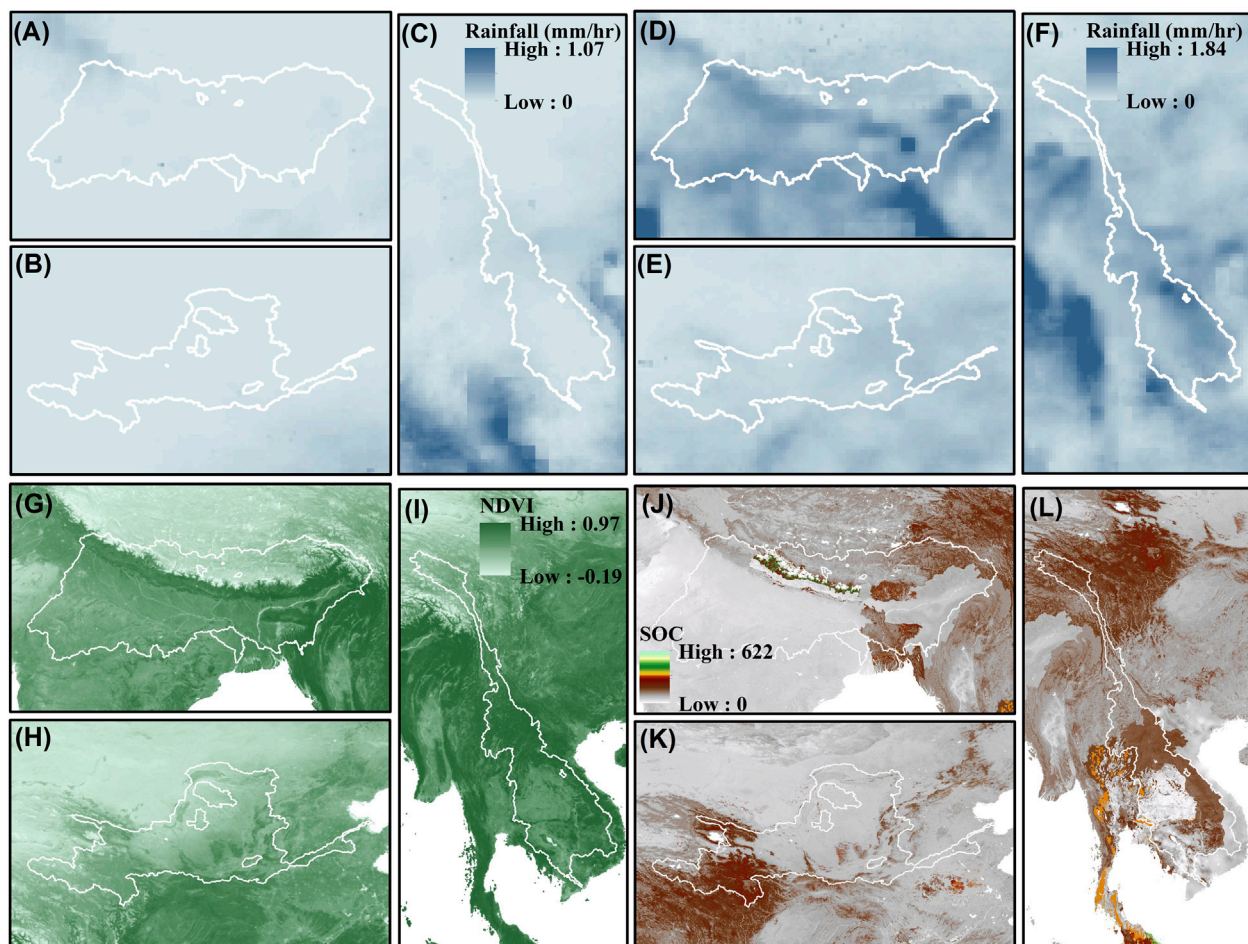 (A)
(C)
Rainfall (mm/hr)
High : 1.07
Low : 0
(D)
(F)
Rainfall (mm/hr)
High : 1.84
Low : 0
(B)
(E)
(G)
(I)
NDVI
High : 0.97
Low : -0.19
(J)
SOC
High : 622
Low : 0
(L)
(H)
(K)